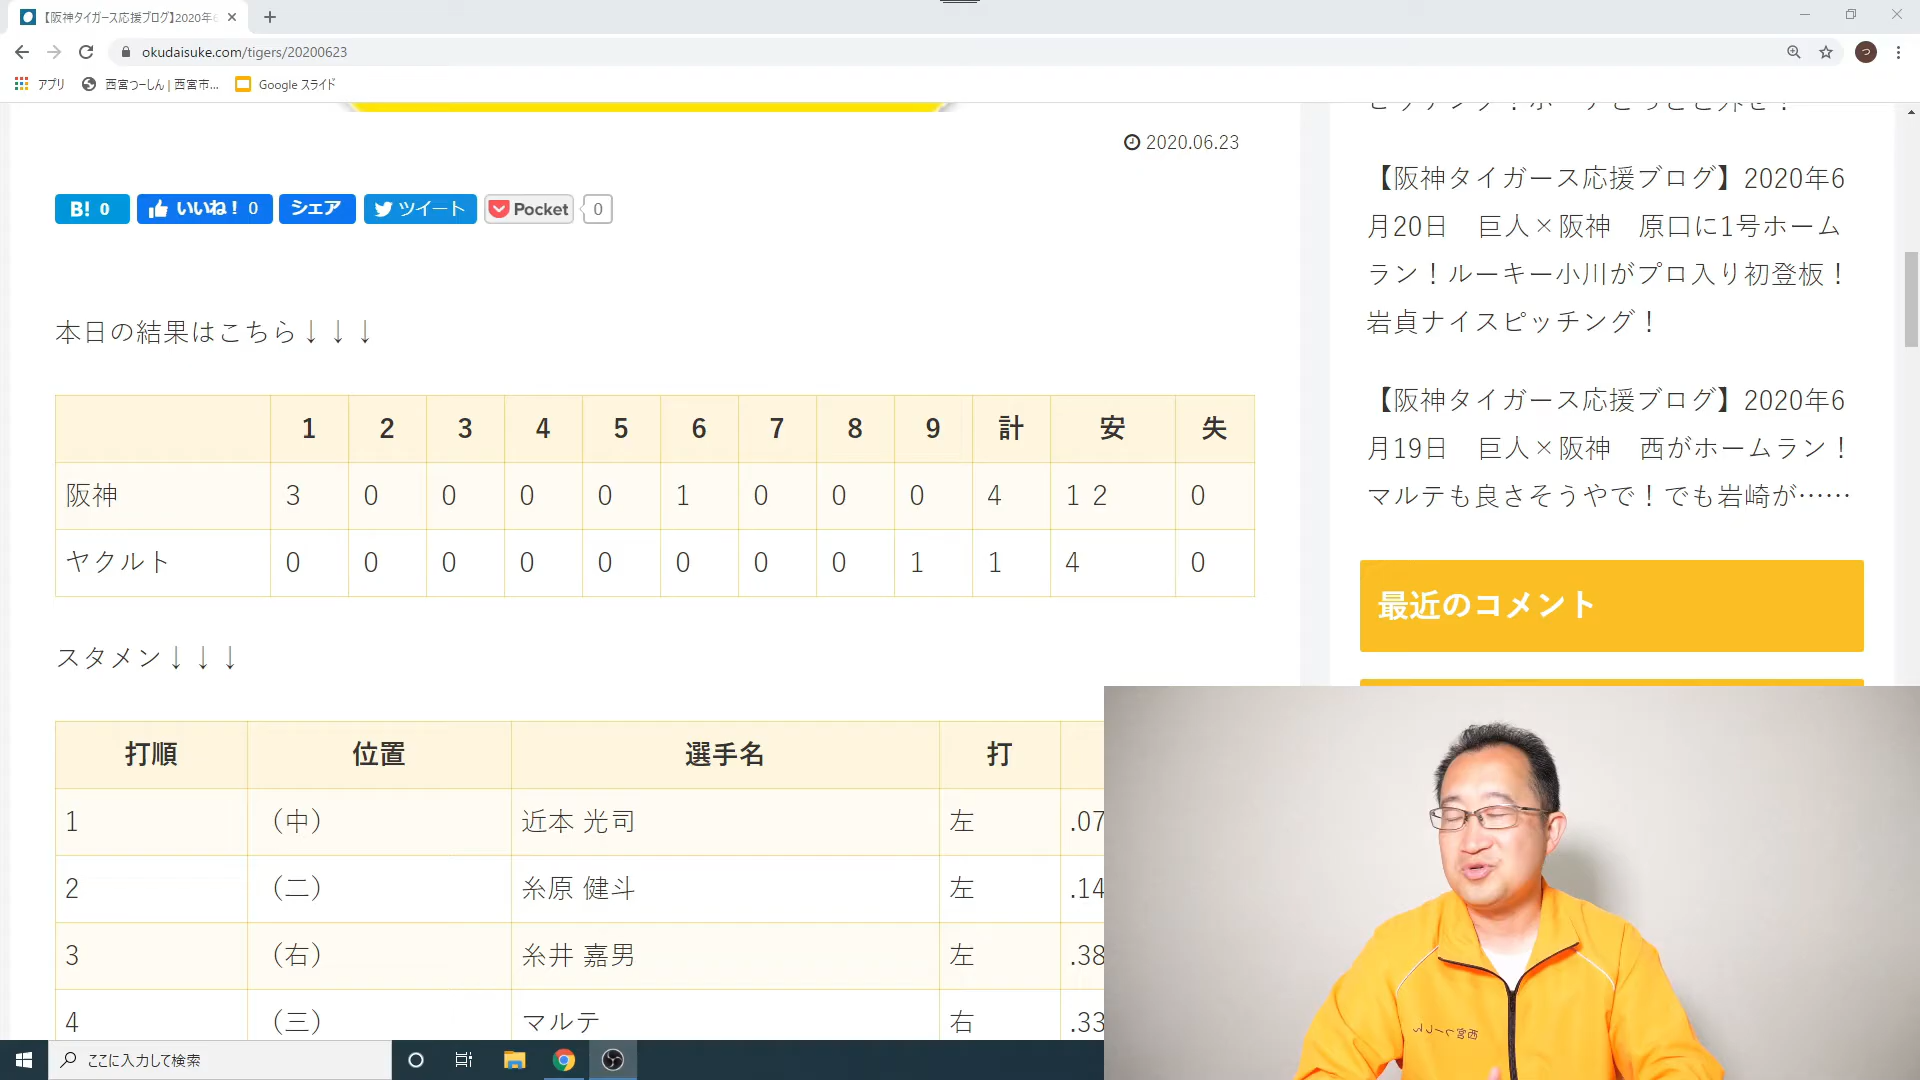 【阪神タイガース応援ブログ】2020年6
okudaisuke.com/tigers/20200623
つ
アプリ 西宮つーしん | 西宮市... Google スライド
2020.06.23
B! 0 いいね！ 0 シェア ツイート Pocket 0
本日の結果はこちら↓↓↓
1 2 3 4 5 6 7 8 9 計 安 失
阪神 3 0 0 0 0 1 0 0 0 4 １２ 0
ヤクルト 0 0 0 0 0 0 0 0 1 1 4 0
スタメン↓↓↓
打順 位置 選手名 打
1 （中） 近本 光司 左 .07
2 （二） 糸原 健斗 左 .14
3 （右） 糸井 嘉男 左 .38
4 （三） マルテ 右 .33
【阪神タイガース応援ブログ】2020年6
月20日　巨人×阪神　原口に1号ホーム
ラン！ルーキー小川がプロ入り初登板！
岩貞ナイスピッチング！
【阪神タイガース応援ブログ】2020年6
月19日　巨人×阪神　西がホームラン！
マルテも良さそうやで！でも岩崎が……
最近のコメント
西宮つーしん
ここに入力して検索